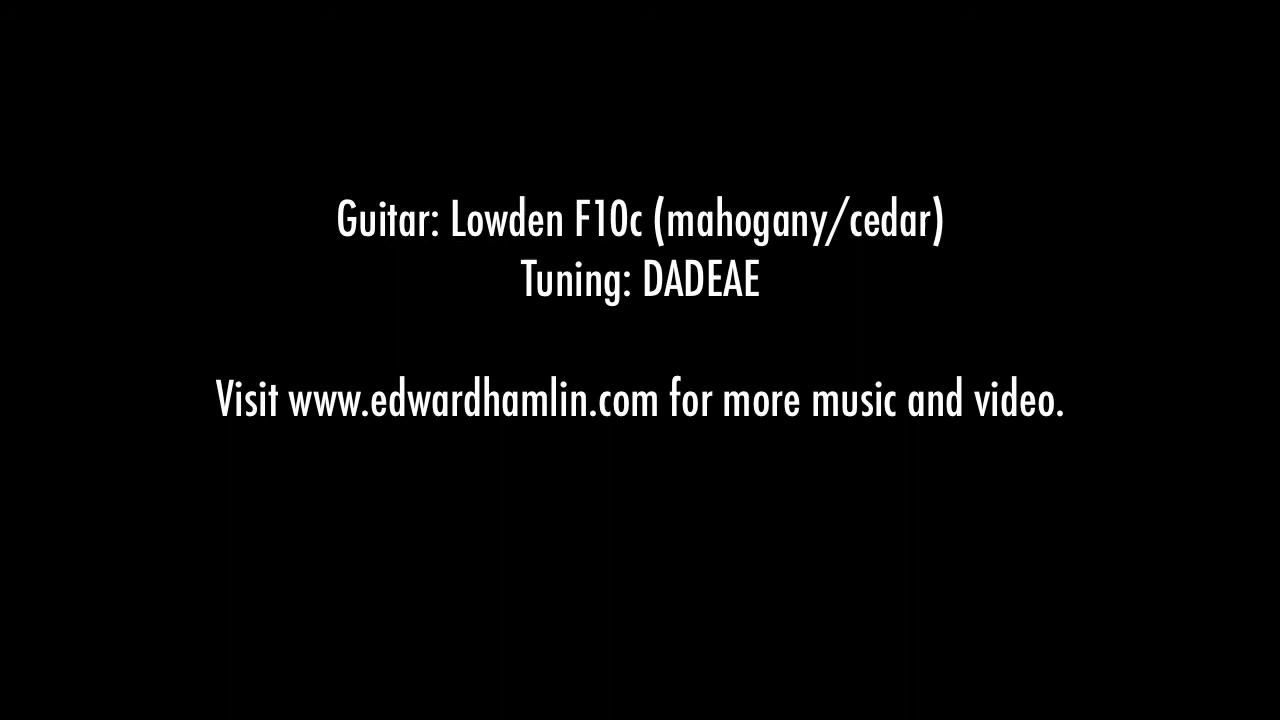 Guitar: Lowden F10c (mahogany/cedar)
Tuning: DADEAE
Visit www.edwardhamlin.com for more music and video.